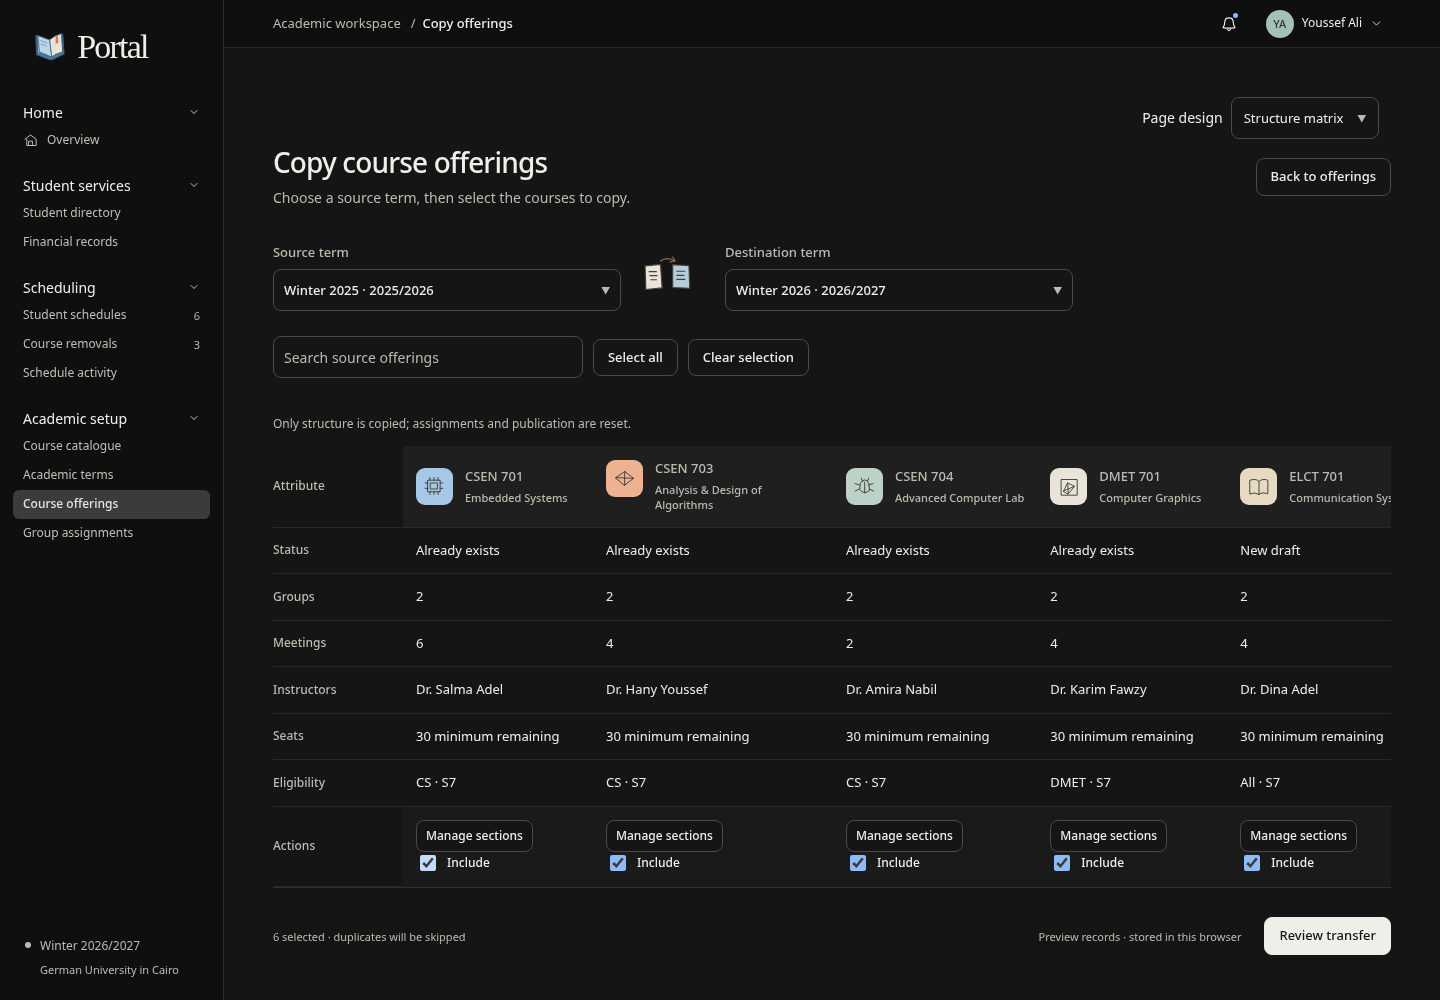 Portal
Home
Overview
Student services
Student directory
Financial records
Scheduling
Student schedules 6
Course removals 3
Schedule activity
Academic setup
Course catalogue
Academic terms
Course offerings
Group assignments
Winter 2026/2027
German University in Cairo
Academic workspace / Copy offerings
YA Youssef Ali
Page design Structure matrix
Copy course offerings
Choose a source term, then select the courses to copy.
Back to offerings
Source term
Winter 2025 · 2025/2026
Destination term
Winter 2026 · 2026/2027
Search source offerings Select all Clear selection
Only structure is copied; assignments and publication are reset.
Attribute
CSEN 701
Embedded Systems
CSEN 703
Analysis & Design of
Algorithms
CSEN 704
Advanced Computer Lab
DMET 701
Computer Graphics
ELCT 701
Communication Sys
Status Already exists Already exists Already exists Already exists New draft
Groups 2 2 2 2 2
Meetings 6 4 2 4 4
Instructors Dr. Salma Adel Dr. Hany Youssef Dr. Amira Nabil Dr. Karim Fawzy Dr. Dina Adel
Seats 30 minimum remaining 30 minimum remaining 30 minimum remaining 30 minimum remaining 30 minimum remaining
Eligibility CS · S7 CS · S7 CS · S7 DMET · S7 All · S7
Actions
Manage sections Manage sections Manage sections Manage sections Manage sections
Include Include Include Include Include
6 selected · duplicates will be skipped
Preview records · stored in this browser Review transfer